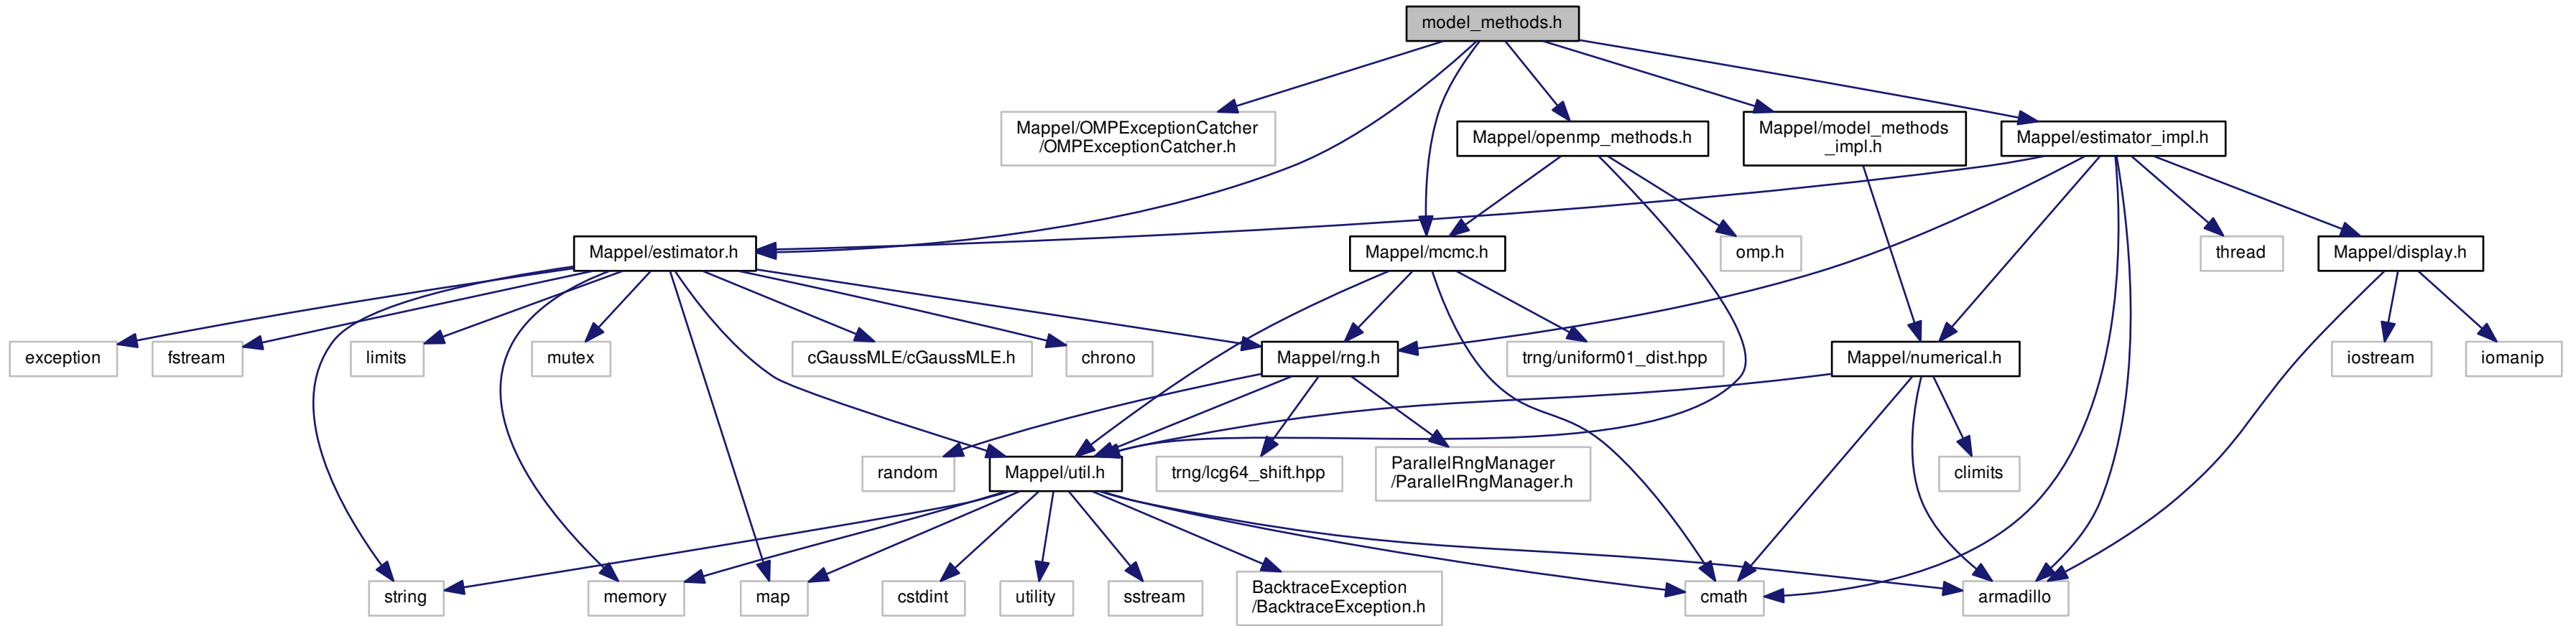 model_methods.h
Mappel/OMPExceptionCatcher
/OMPExceptionCatcher.h
Mappel/openmp_methods.h
Mappel/model_methods
_impl.h
Mappel/estimator_impl.h
Mappel/estimator.h
Mappel/mcmc.h
omp.h
thread
Mappel/display.h
exception
fstream
limits
mutex
cGaussMLE/cGaussMLE.h
chrono
Mappel/rng.h
trng/uniform01_dist.hpp
Mappel/numerical.h
iostream
iomanip
random
Mappel/util.h
trng/lcg64_shift.hpp
ParallelRngManager
/ParallelRngManager.h
climits
string
memory
map
cstdint
utility
sstream
BacktraceException
/BacktraceException.h
cmath
armadillo